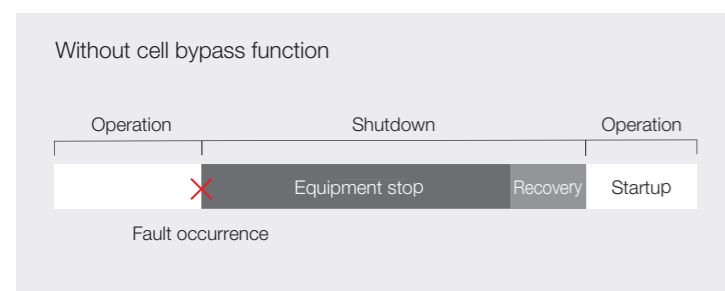 Without cell bypass function
Operation Shutdown Operation
Equipment stop Recovery Startup
Fault occurrence